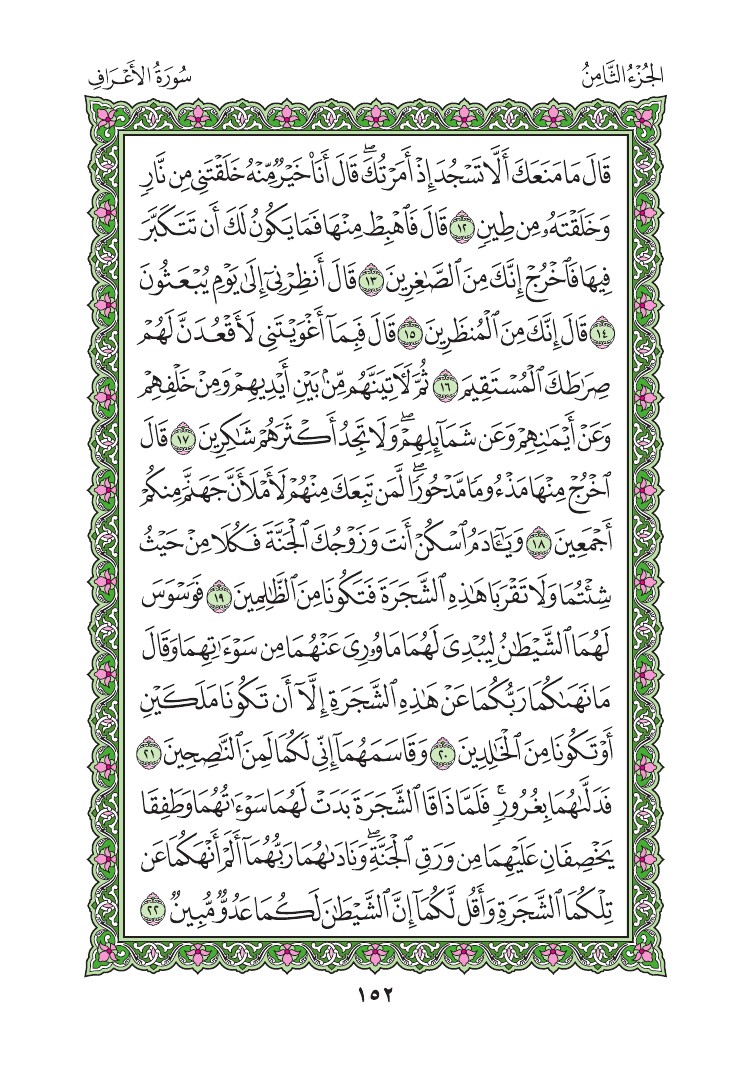 الجُزْءُ الثَّامِنُ
سُورَةُ الأَعْرَافِ
قَالَ مَا مَنَعَكَ أَلَّا تَسْجُدَ إِذْ أَمَرْتُكَۖ قَالَ أَنَا۠ خَيْرٌ مِّنْهُ خَلَقْتَنِى مِن نَّارٍ
وَخَلَقْتَهُۥ مِن طِينٍ ١٢ قَالَ فَٱهْبِطْ مِنْهَا فَمَا يَكُونُ لَكَ أَن تَتَكَبَّرَ
فِيهَا فَٱخْرُجْ إِنَّكَ مِنَ ٱلصَّٰغِرِينَ ١٣ قَالَ أَنظِرْنِىٓ إِلَىٰ يَوْمِ يُبْعَثُونَ
١٤ قَالَ إِنَّكَ مِنَ ٱلْمُنظَرِينَ ١٥ قَالَ فَبِمَآ أَغْوَيْتَنِى لَأَقْعُدَنَّ لَهُمْ
صِرَٰطَكَ ٱلْمُسْتَقِيمَ ١٦ ثُمَّ لَءَاتِيَنَّهُم مِّنۢ بَيْنِ أَيْدِيهِمْ وَمِنْ خَلْفِهِمْ
وَعَنْ أَيْمَٰنِهِمْ وَعَن شَمَآئِلِهِمْۖ وَلَا تَجِدُ أَكْثَرَهُمْ شَٰكِرِينَ ١٧ قَالَ
ٱخْرُجْ مِنْهَا مَذْءُومًا مَّدْحُورًاۖ لَّمَن تَبِعَكَ مِنْهُمْ لَأَمْلَأَنَّ جَهَنَّمَ مِنكُمْ
أَجْمَعِينَ ١٨ وَيَٰٓـَٔادَمُ ٱسْكُنْ أَنتَ وَزَوْجُكَ ٱلْجَنَّةَ فَكُلَا مِنْ حَيْثُ
شِئْتُمَا وَلَا تَقْرَبَا هَٰذِهِ ٱلشَّجَرَةَ فَتَكُونَا مِنَ ٱلظَّٰلِمِينَ ١٩ فَوَسْوَسَ
لَهُمَا ٱلشَّيْطَٰنُ لِيُبْدِىَ لَهُمَا مَا وُۥرِىَ عَنْهُمَا مِن سَوْءَٰتِهِمَا وَقَالَ
مَا نَهَىٰكُمَا رَبُّكُمَا عَنْ هَٰذِهِ ٱلشَّجَرَةِ إِلَّآ أَن تَكُونَا مَلَكَيْنِ
أَوْ تَكُونَا مِنَ ٱلْخَٰلِدِينَ ٢٠ وَقَاسَمَهُمَآ إِنِّى لَكُمَا لَمِنَ ٱلنَّٰصِحِينَ ٢١
فَدَلَّىٰهُمَا بِغُرُورٍۚ فَلَمَّا ذَاقَا ٱلشَّجَرَةَ بَدَتْ لَهُمَا سَوْءَٰتُهُمَا وَطَفِقَا
يَخْصِفَانِ عَلَيْهِمَا مِن وَرَقِ ٱلْجَنَّةِۖ وَنَادَىٰهُمَا رَبُّهُمَآ أَلَمْ أَنْهَكُمَا عَن
تِلْكُمَا ٱلشَّجَرَةِ وَأَقُل لَّكُمَآ إِنَّ ٱلشَّيْطَٰنَ لَكُمَا عَدُوٌّ مُّبِينٌ ٢٢
١٥٢